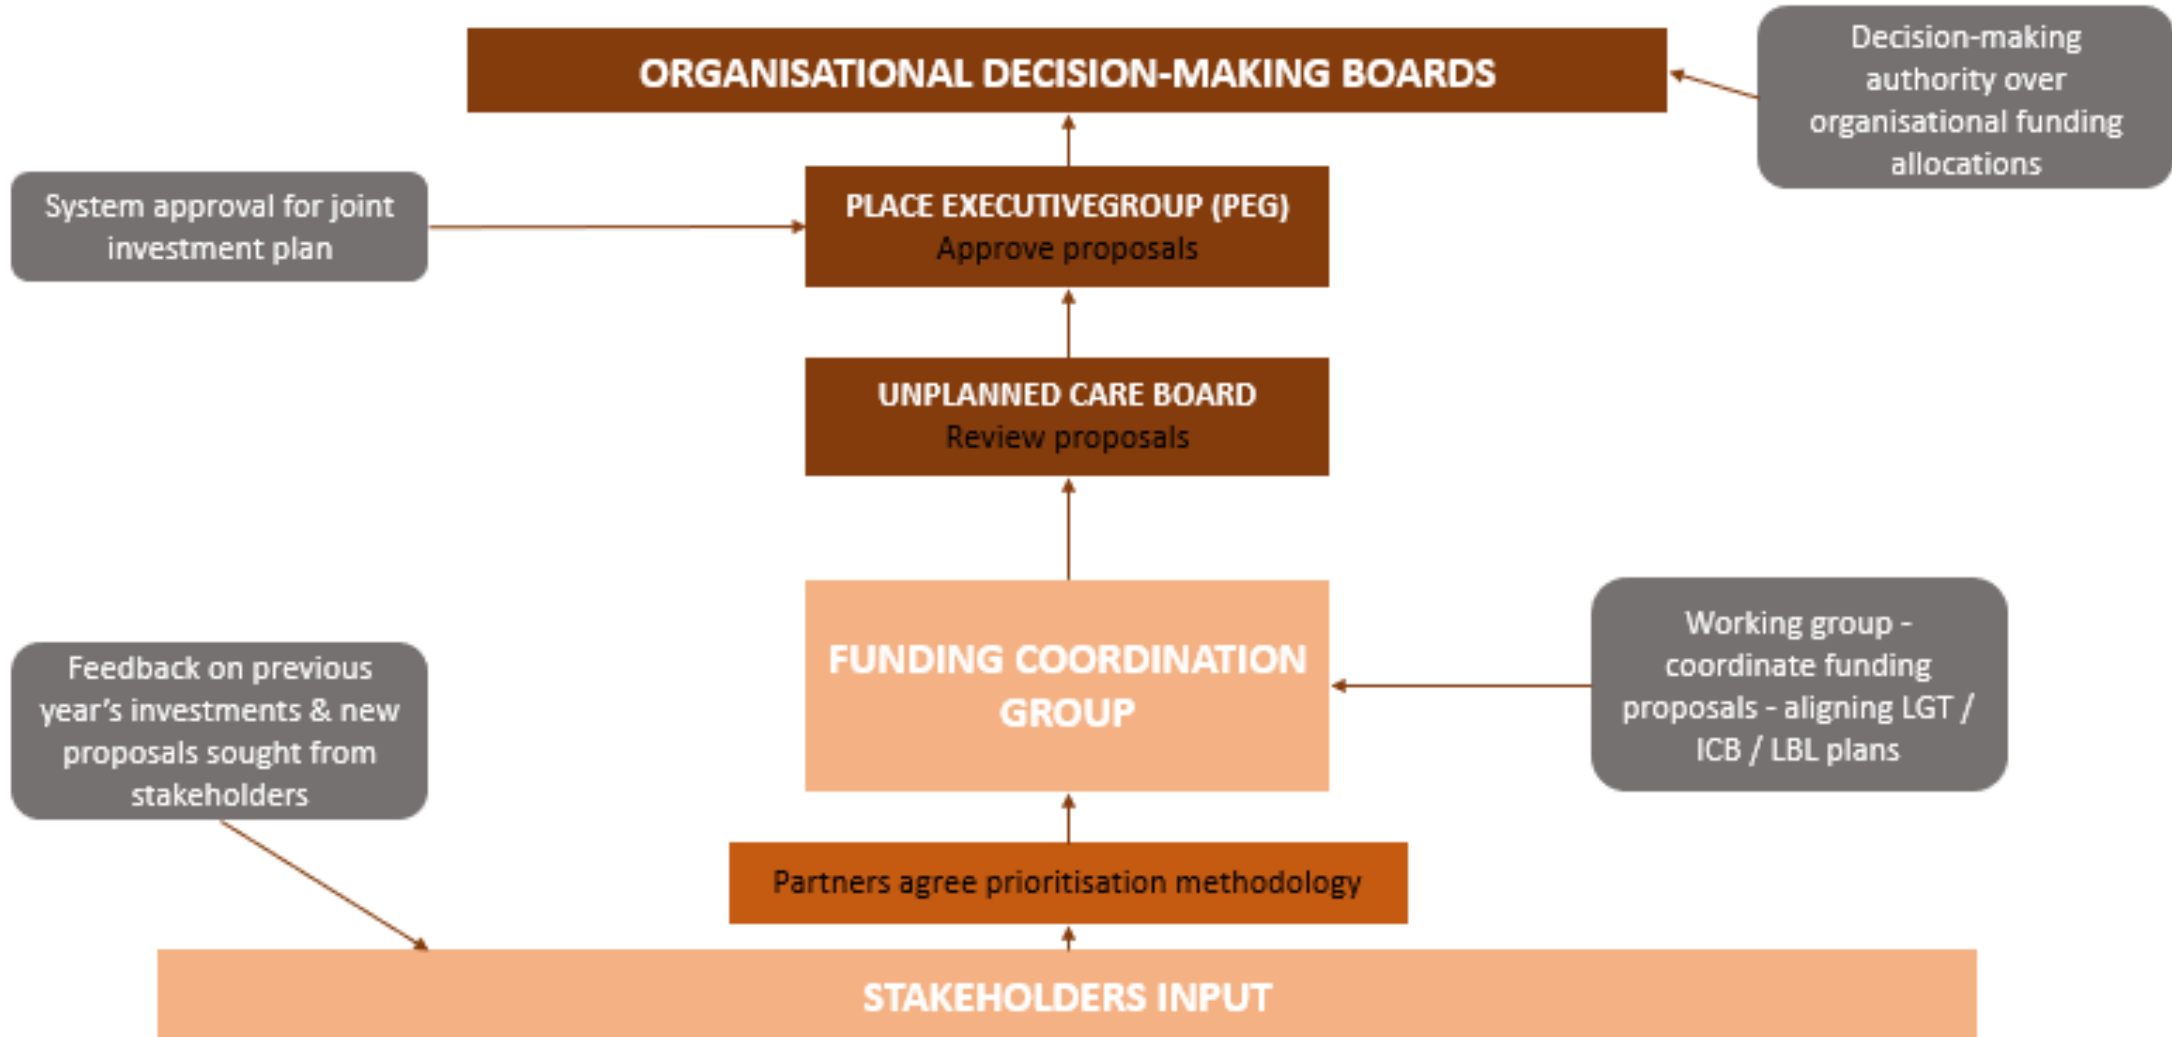 ORGANISATIONAL DECISION-MAKING BOARDS
Decision-making
authority over
organisational funding
allocations
System approval for joint
investment plan
PLACE EXECUTIVEGROUP (PEG)
Approve proposals
UNPLANNED CARE BOARD
Review proposals
FUNDING COORDINATION
GROUP
Working group -
coordinate funding
proposals - aligning LGT /
ICB / LBL plans
Feedback on previous
year’s investments & new
proposals sought from
stakeholders
Partners agree prioritisation methodology
STAKEHOLDERS INPUT